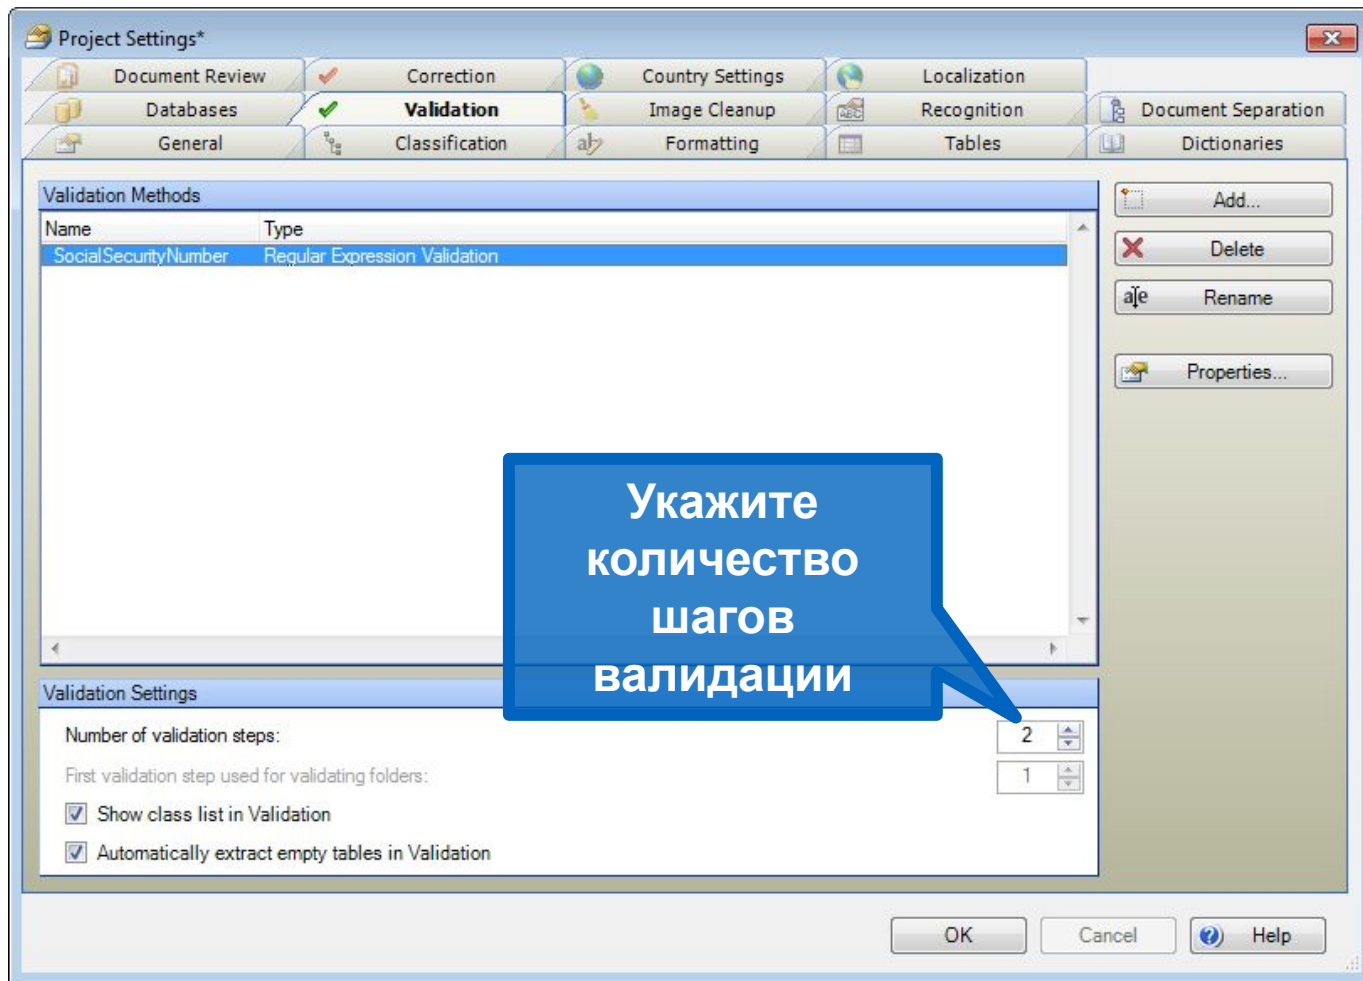 Project Settings*
Document Review Correction Country Settings Localization
Databases Validation Image Cleanup Recognition Document Separation
General Classification Formatting Tables Dictionaries
Validation Methods
Name Type
SocialSecurityNumber Regular Expression Validation
Add...
Delete
Rename
Properties...
Укажите
количество
шагов
валидации
Validation Settings
Number of validation steps: 2
First validation step used for validating folders: 1
Show class list in Validation
Automatically extract empty tables in Validation
OK Cancel Help